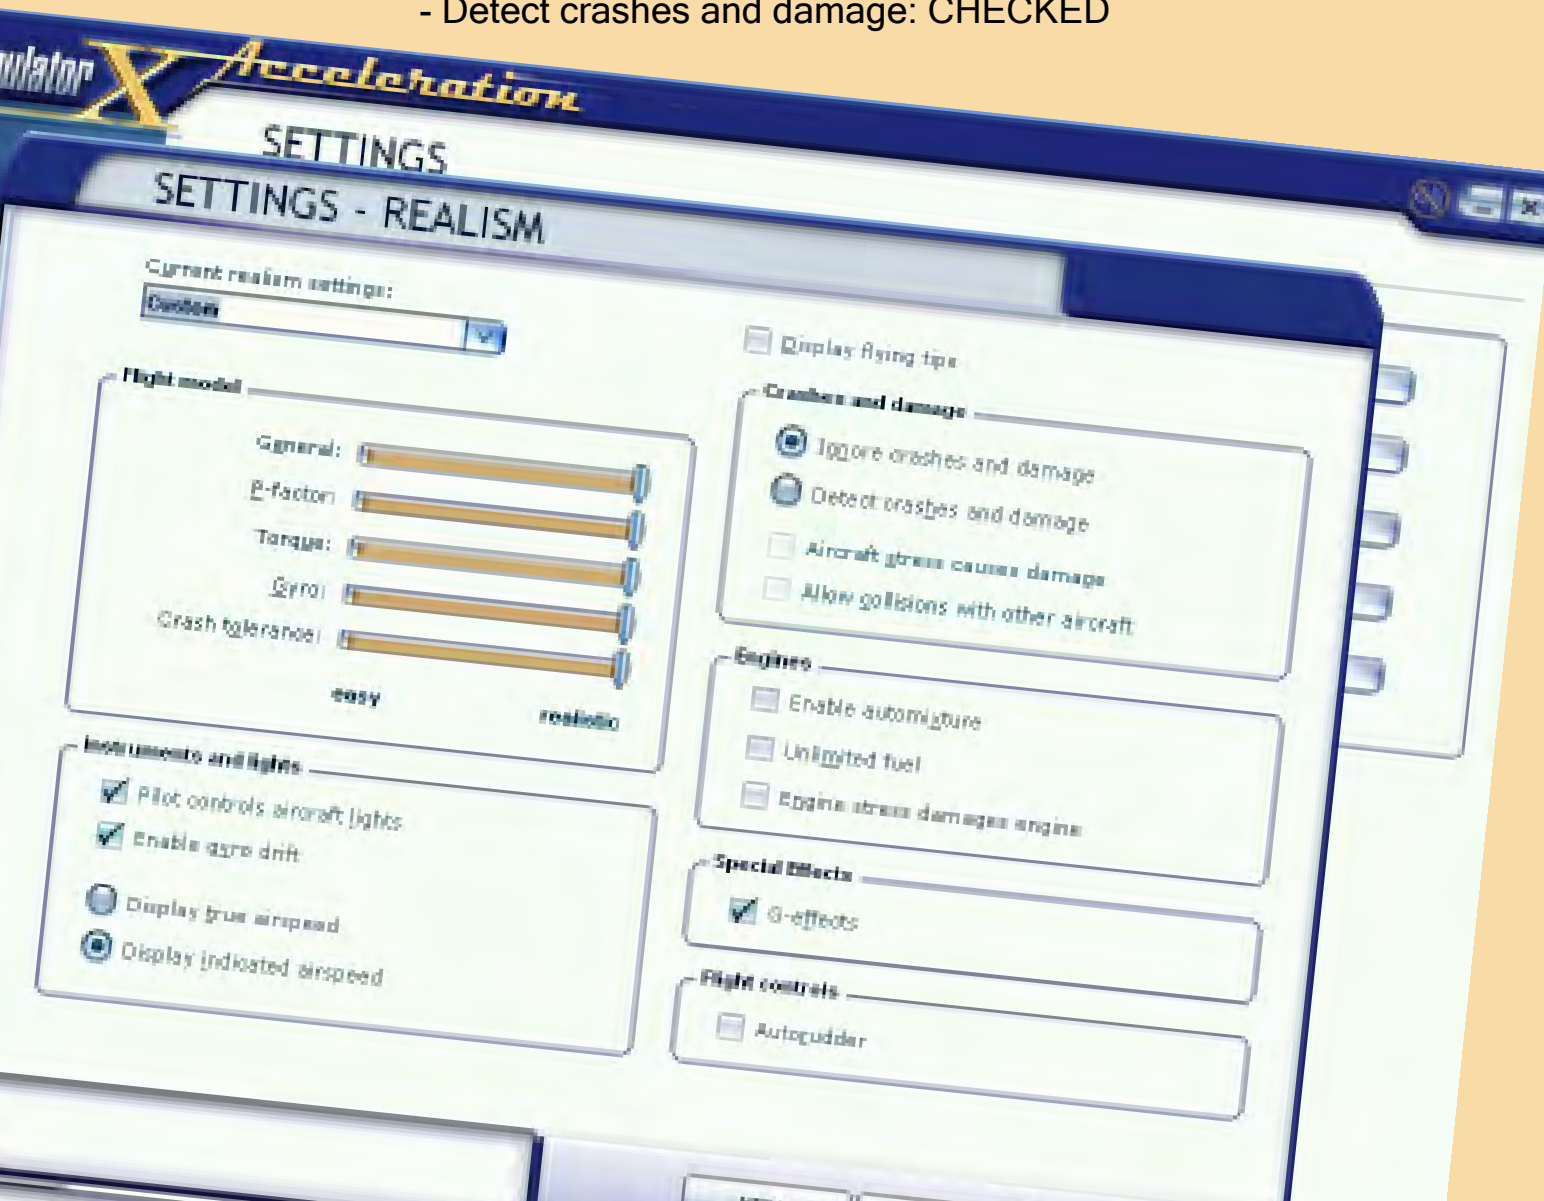 - Detect crashes and damage: CHECKED
ulator X Acceleration
SETTINGS
SETTINGS - REALISM
Current realism settings:
Custom
Display flying tips
Flight model
General:
P-factor:
Torque:
Gyro:
Crash tolerance:
easy
realistic
Instruments and lights
Pilot controls aircraft lights
Enable gyro drift
Display true airspeed
Display indicated airspeed
Crashes and damage
Ignore crashes and damage
Detect crashes and damage
Aircraft stress causes damage
Allow collisions with other aircraft
Engines
Enable automixture
Unlimited fuel
Engine stress damages engine
Special Effects
G-effects
Flight controls
Autorudder